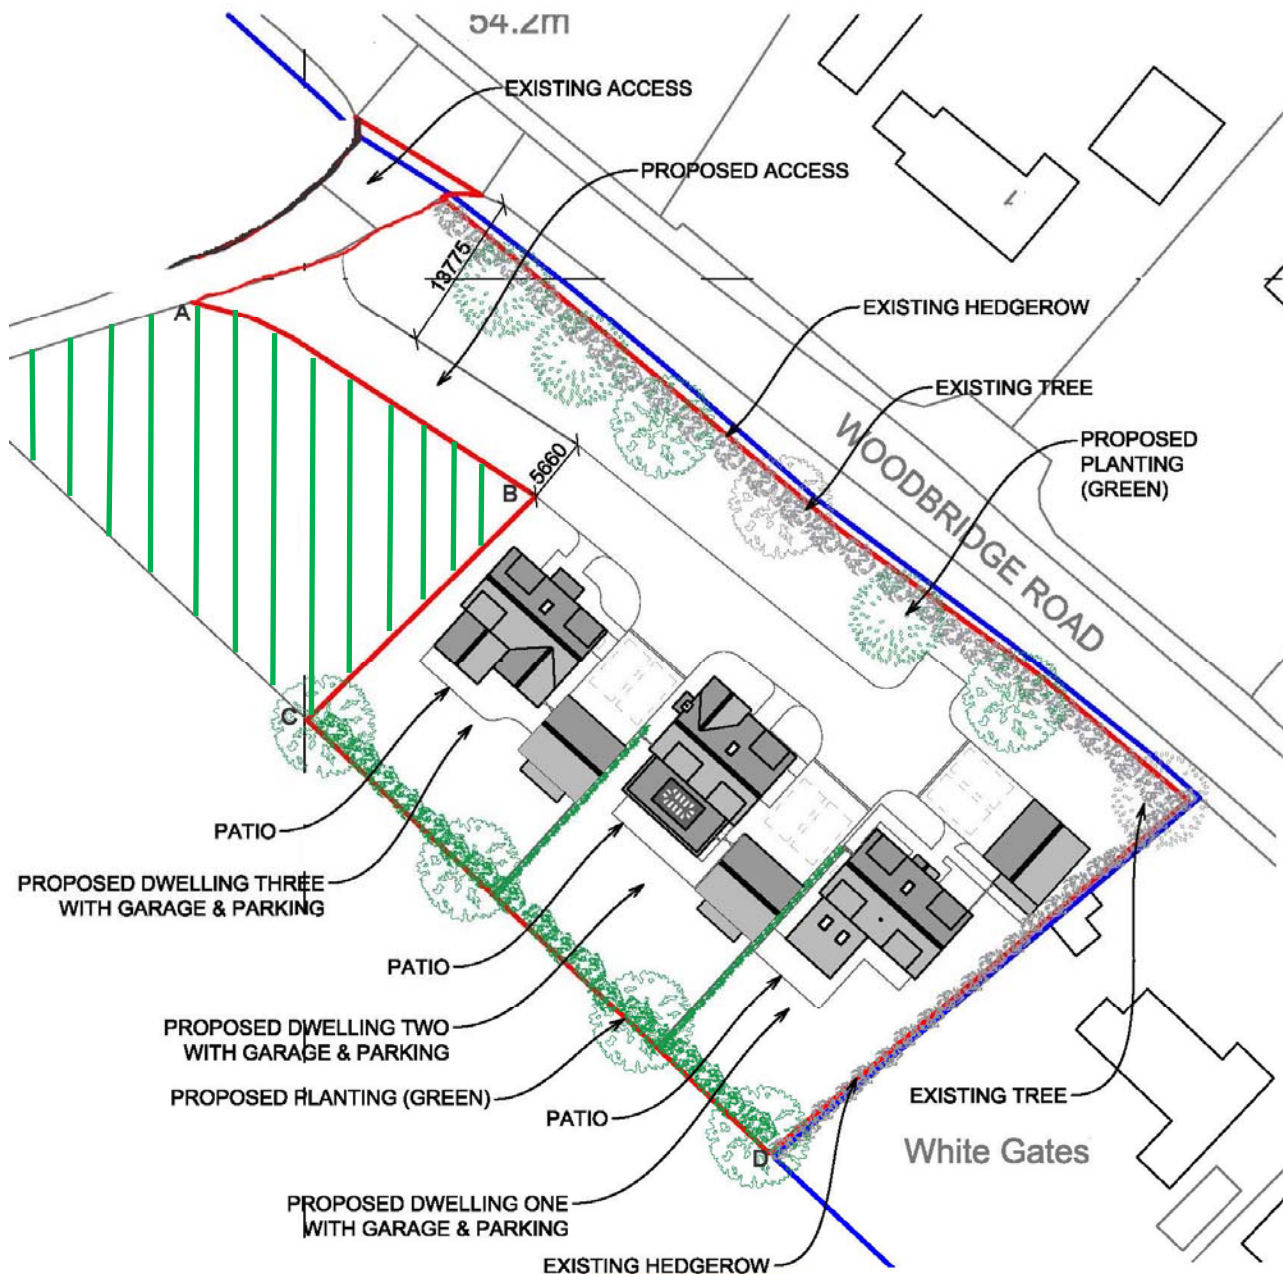 54.2m
EXISTING ACCESS
PROPOSED ACCESS
1
13775
EXISTING HEDGEROW
A
EXISTING TREE
WOODBRIDGE ROAD
PROPOSED
PLANTING
(GREEN)
5660
B
C
PATIO
PROPOSED DWELLING THREE
WITH GARAGE & PARKING
PATIO
PROPOSED DWELLING TWO
WITH GARAGE & PARKING
PROPOSED PLANTING (GREEN)
PATIO
EXISTING TREE
White Gates
D
PROPOSED DWELLING ONE
WITH GARAGE & PARKING
EXISTING HEDGEROW